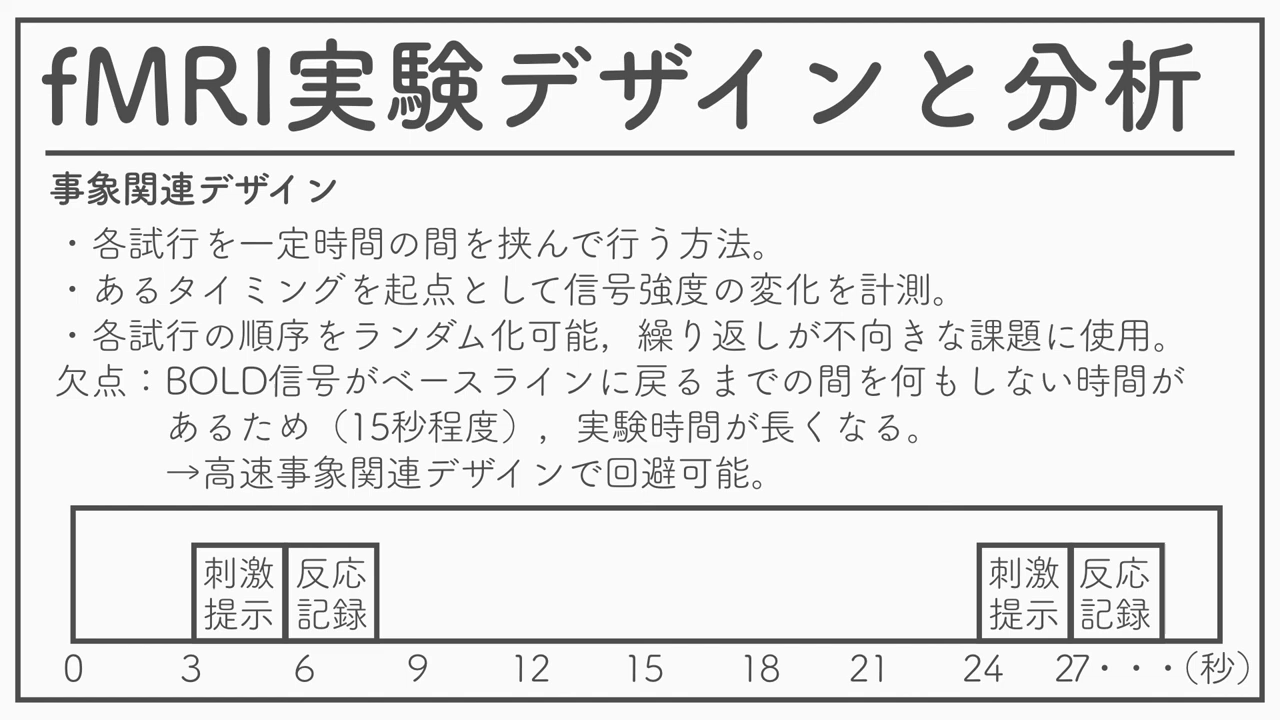 fMRI実験デザインと分析
事象関連デザイン
・各試行を一定時間の間を挟んで行う方法。
・あるタイミングを起点として信号強度の変化を計測。
・各試行の順序をランダム化可能，繰り返しが不向きな課題に使用。
欠点：BOLD信号がベースラインに戻るまでの間を何もしない時間が
あるため（15秒程度），実験時間が長くなる。
→高速事象関連デザインで回避可能。
刺激 反応 刺激 反応
提示 記録 提示 記録
0 3 6 9 12 15 18 21 24 27・・・(秒)